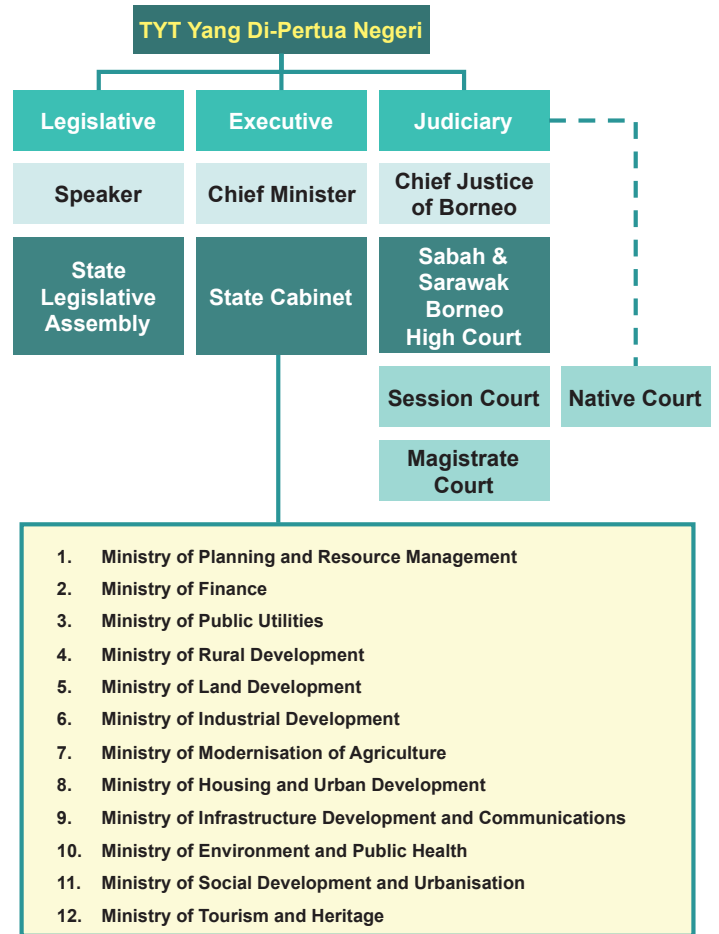 TYT Yang Di-Pertua Negeri
Legislative
Executive
Judiciary
Speaker
Chief Minister
Chief Justice
of Borneo
State
Legislative
Assembly
State Cabinet
Sabah &
Sarawak
Borneo
High Court
Session Court
Native Court
Magistrate
Court
1. Ministry of Planning and Resource Management
2. Ministry of Finance
3. Ministry of Public Utilities
4. Ministry of Rural Development
5. Ministry of Land Development
6. Ministry of Industrial Development
7. Ministry of Modernisation of Agriculture
8. Ministry of Housing and Urban Development
9. Ministry of Infrastructure Development and Communications
10. Ministry of Environment and Public Health
11. Ministry of Social Development and Urbanisation
12. Ministry of Tourism and Heritage